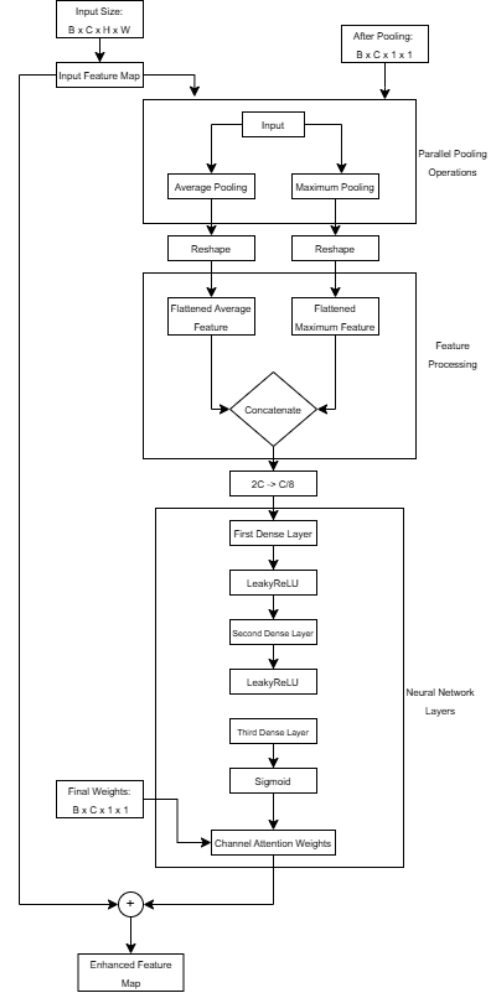 Input Size:
B x C x H x W
Input Feature Map
After Pooling:
B x C x 1 x 1
Input
Parallel Pooling
Operations
Average Pooling
Maximum Pooling
Reshape
Reshape
Flattened Average
Feature
Flattened
Maximum Feature
Feature
Processing
Concatenate
2C -> C/8
First Dense Layer
LeakyReLU
Second Dense Layer
LeakyReLU
Neural Network
Layers
Third Dense Layer
Sigmoid
Final Weights:
B x C x 1 x 1
Channel Attention Weights
+
Enhanced Feature
Map